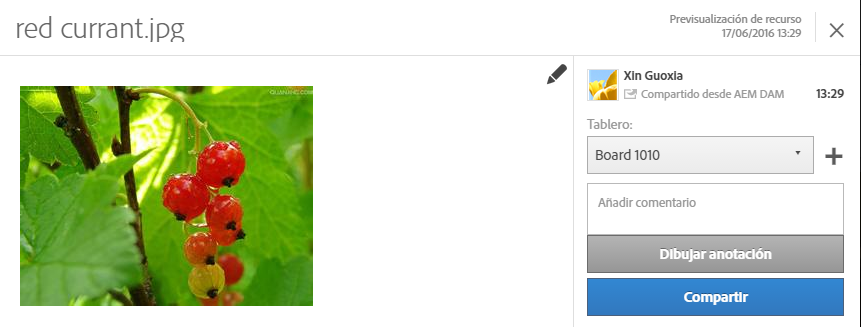 red currant.jpg
Previsualización de recurso
17/06/2016 13:29
Xin Guoxia
Compartido desde AEM DAM
13:29
Tablero:
Board 1010
Añadir comentario
Dibujar anotación
Compartir